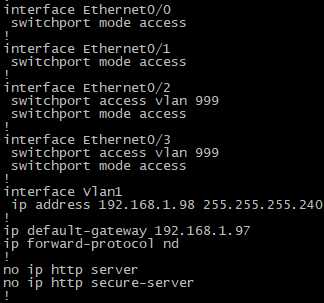 interface Ethernet0/0
 switchport mode access
!
interface Ethernet0/1
 switchport mode access
!
interface Ethernet0/2
 switchport access vlan 999
 switchport mode access
!
interface Ethernet0/3
 switchport access vlan 999
 switchport mode access
!
interface Vlan1
 ip address 192.168.1.98 255.255.255.240
!
ip default-gateway 192.168.1.97
ip forward-protocol nd
!
no ip http server
no ip http secure-server
!